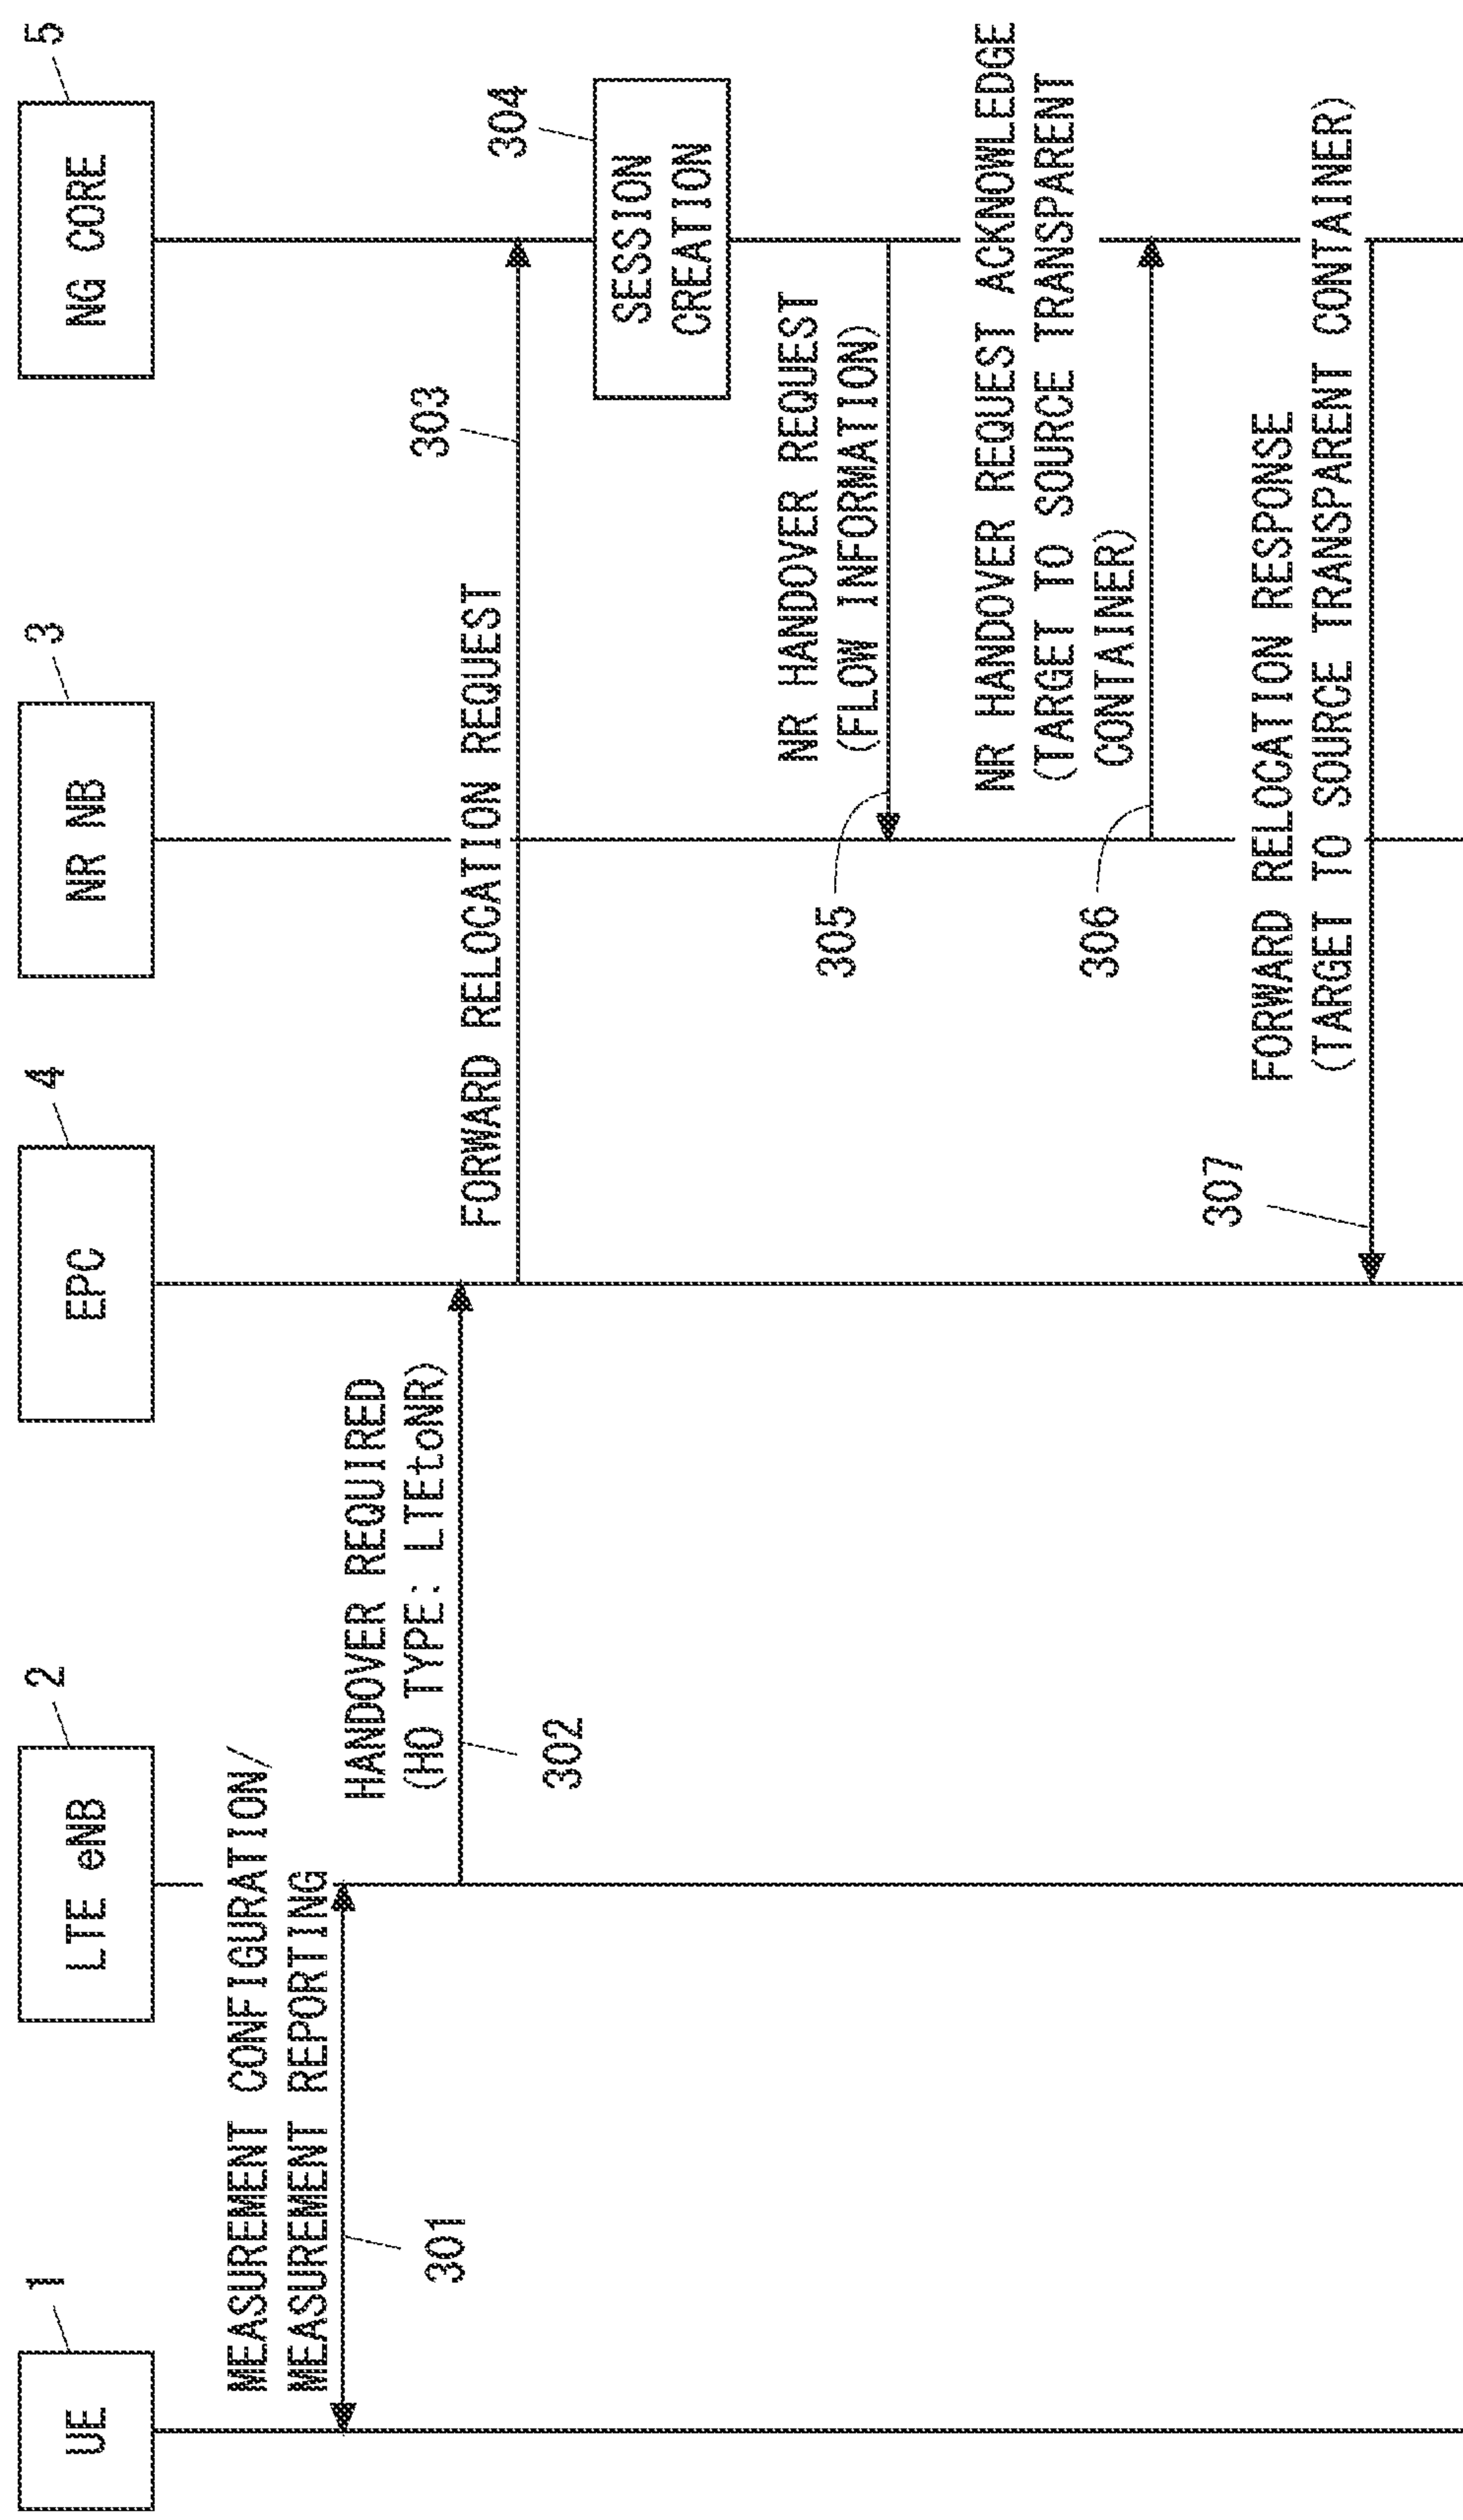 UE
1
LTE eNB
2
EPC
4
NR NB
3
NG CORE
5
MEASUREMENT CONFIGURATION/
MEASUREMENT REPORTING
301
HANDOVER REQUIRED
(HO TYPE: LTEtoNR)
302
FORWARD RELOCATION REQUEST
303
SESSION
CREATION
304
NR HANDOVER REQUEST
(FLOW INFORMATION)
305
NR HANDOVER REQUEST ACKNOWLEDGE
(TARGET TO SOURCE TRANSPARENT
CONTAINER)
306
FORWARD RELOCATION RESPONSE
(TARGET TO SOURCE TRANSPARENT CONTAINER)
307